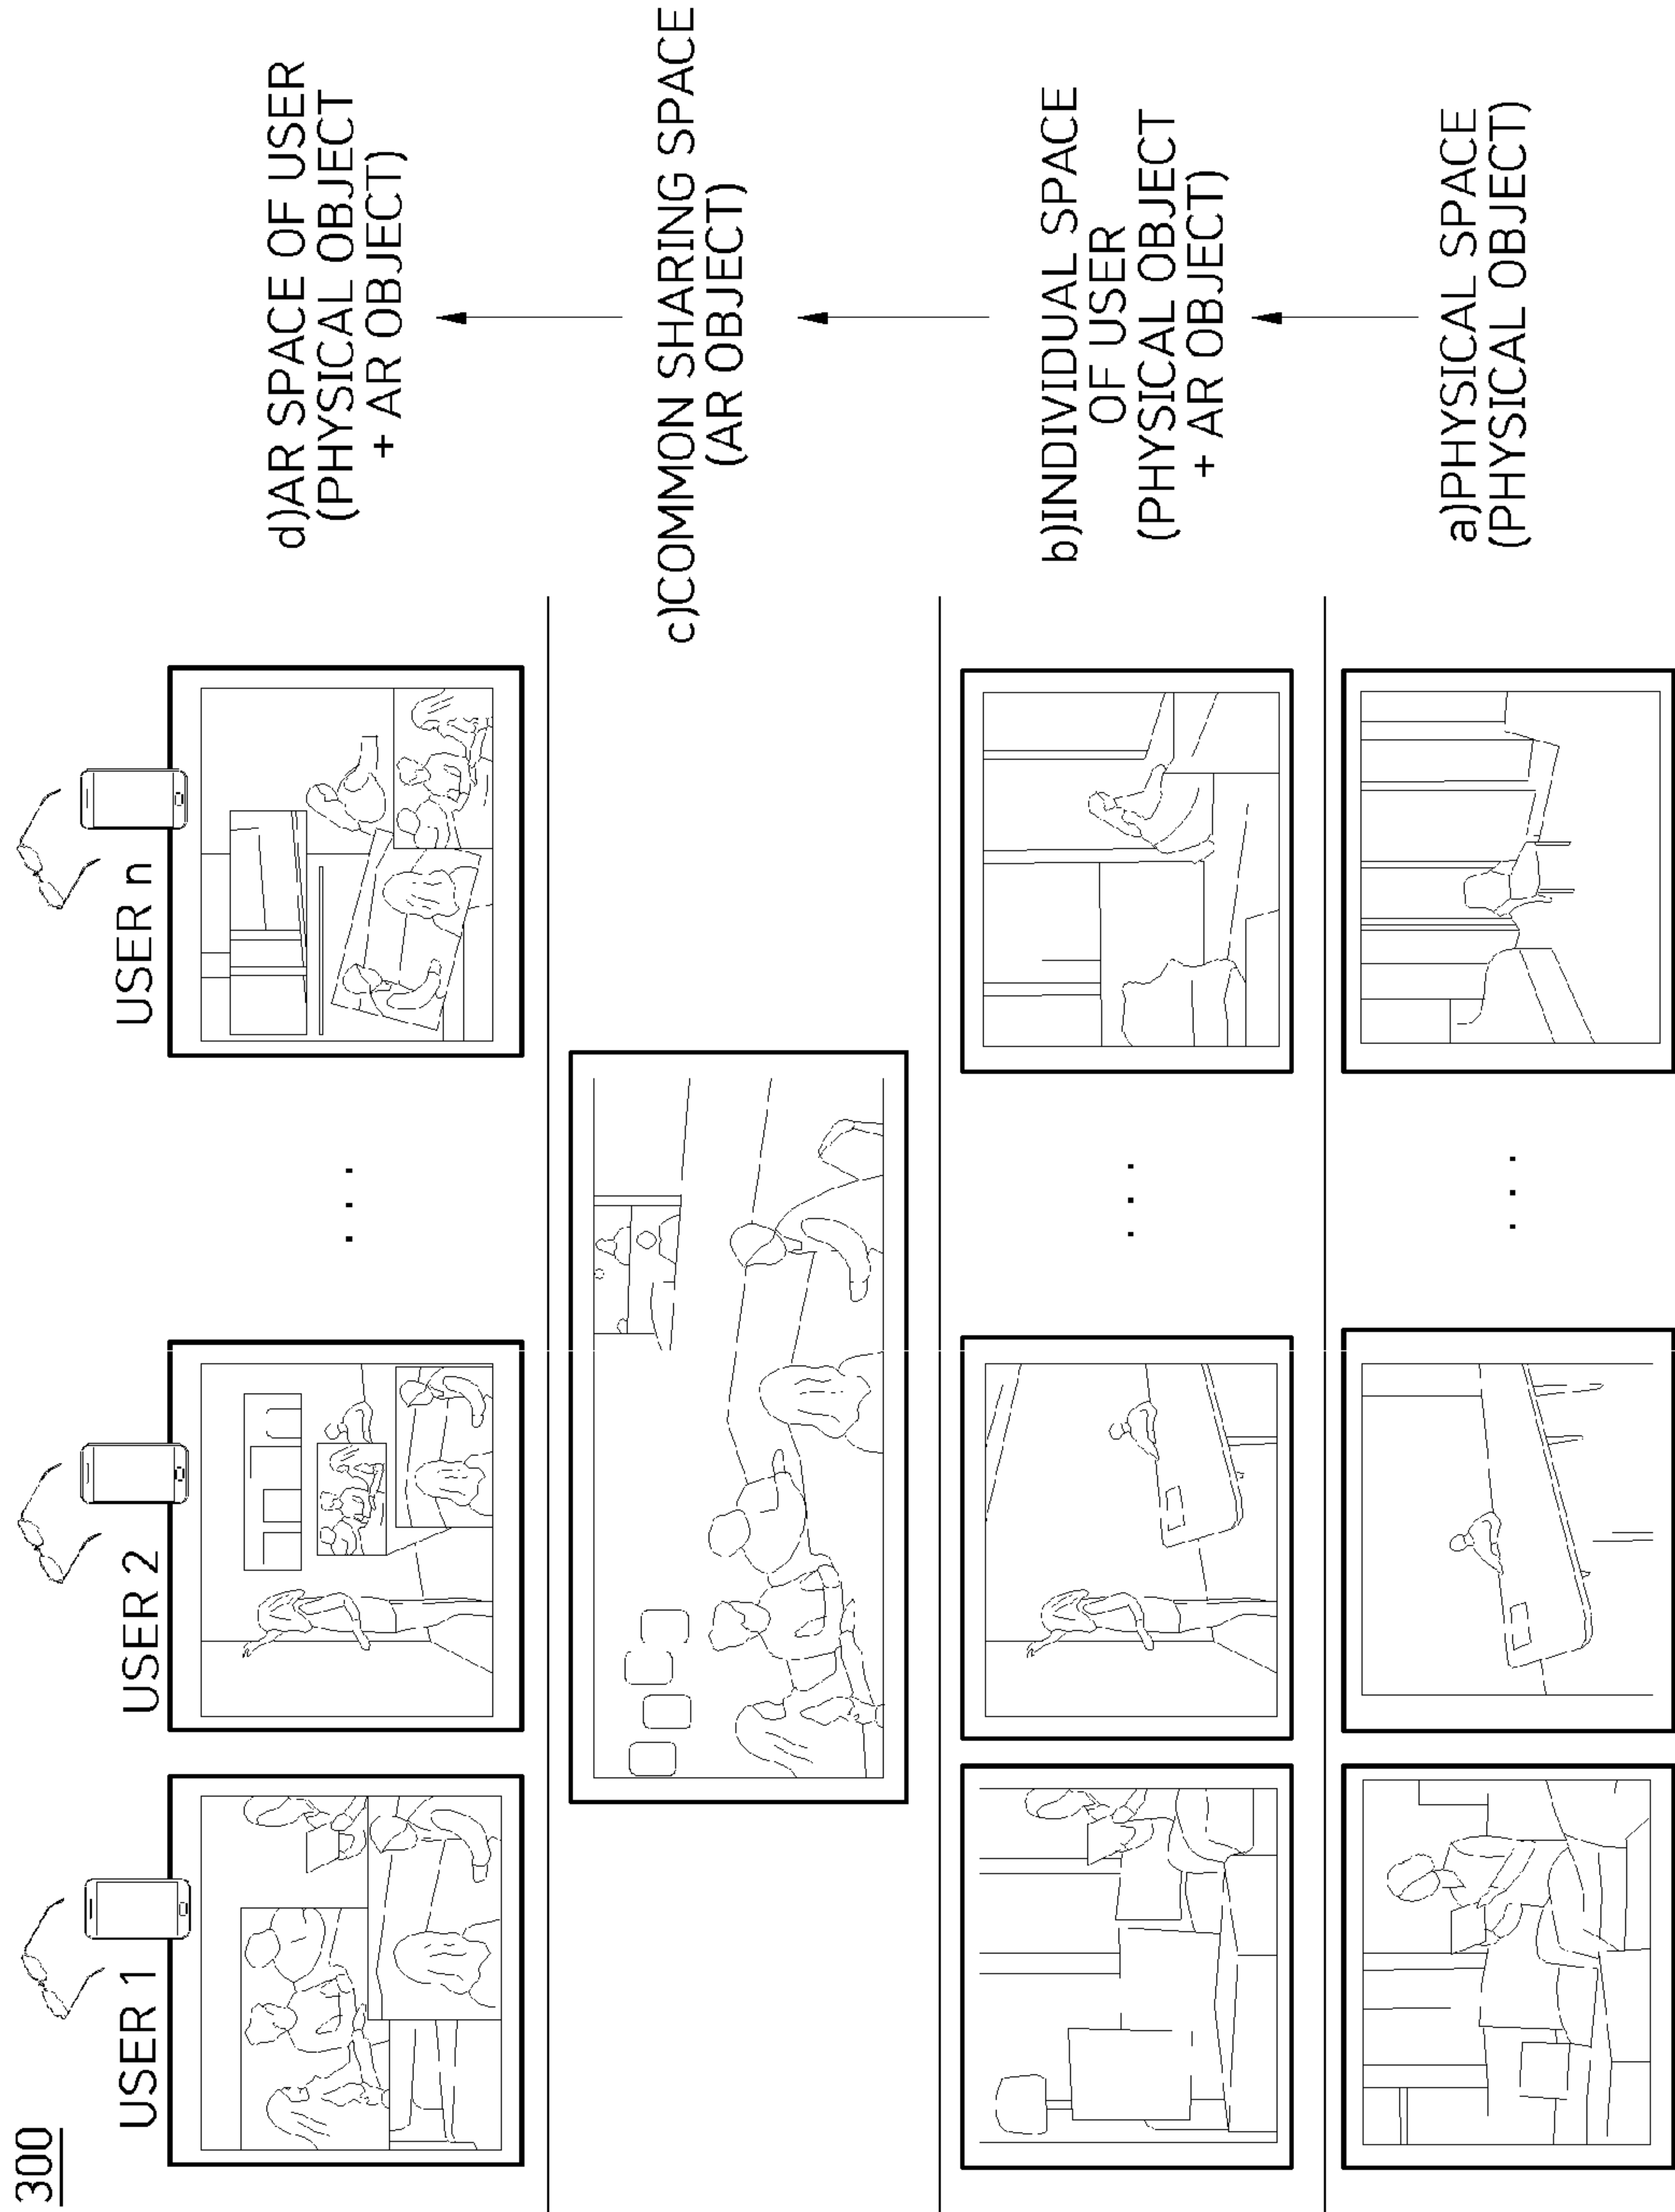 300
USER 1
USER 2
USER n
. . .
d)AR SPACE OF USER
(PHYSICAL OBJECT
+ AR OBJECT)
c)COMMON SHARING SPACE
(AR OBJECT)
. . .
b)INDIVIDUAL SPACE
OF USER
(PHYSICAL OBJECT
+ AR OBJECT)
. . .
a)PHYSICAL SPACE
(PHYSICAL OBJECT)